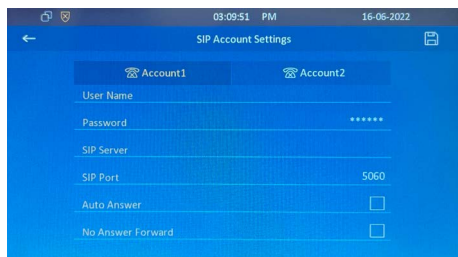 03:09:51 PM 16-06-2022
SIP Account Settings
Account1 Account2
User Name
Password ******
SIP Server
SIP Port 5060
Auto Answer
No Answer Forward